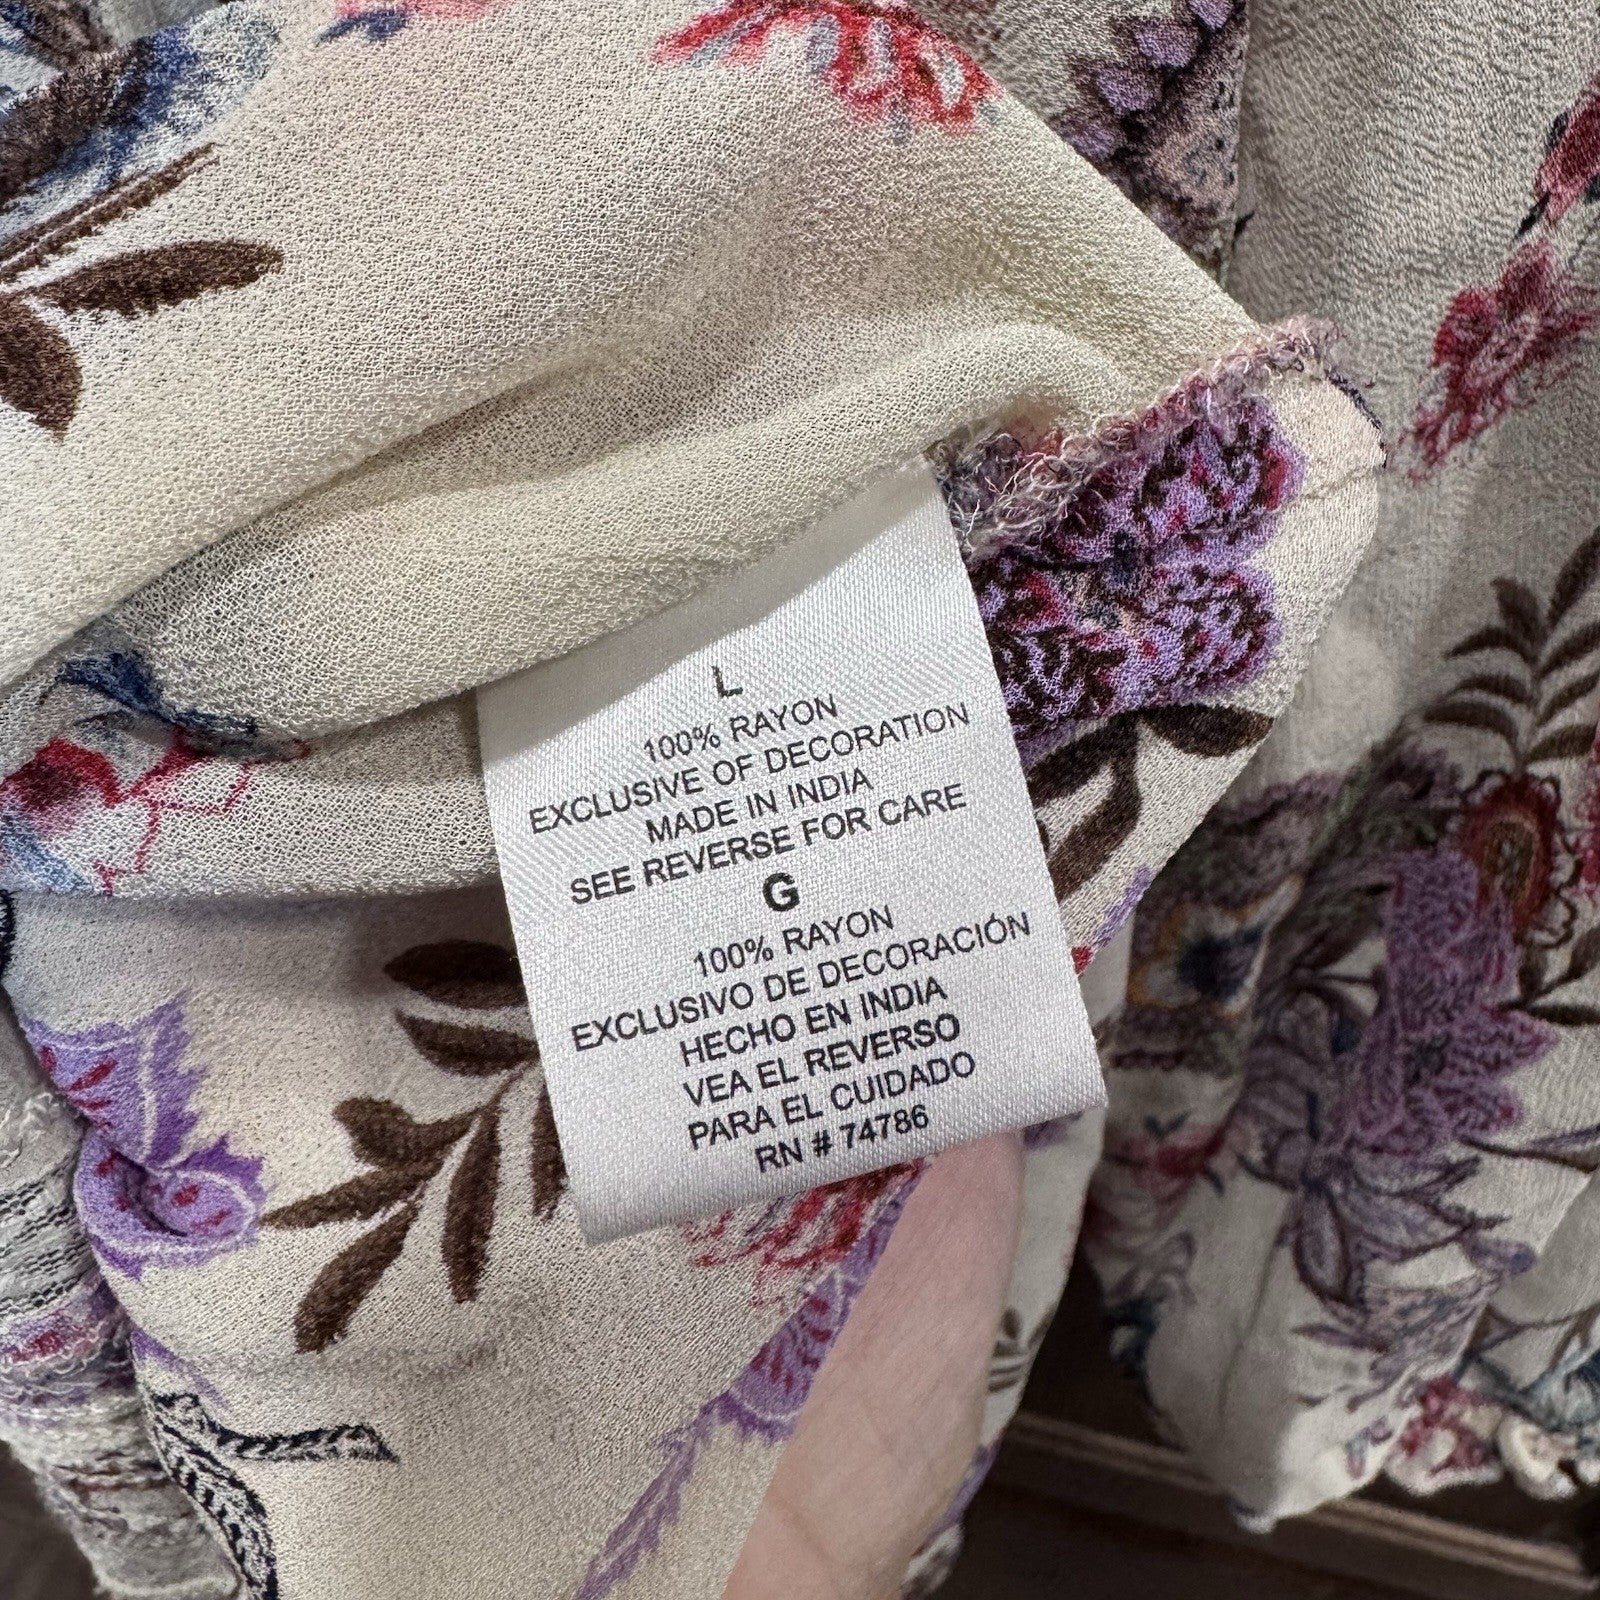 L
100% RAYON
EXCLUSIVE OF DECORATION
MADE IN INDIA
SEE REVERSE FOR CARE
G
100% RAYON
EXCLUSIVO DE DECORACIÓN
HECHO EN INDIA
VEA EL REVERSO
PARA EL CUIDADO
RN # 74786